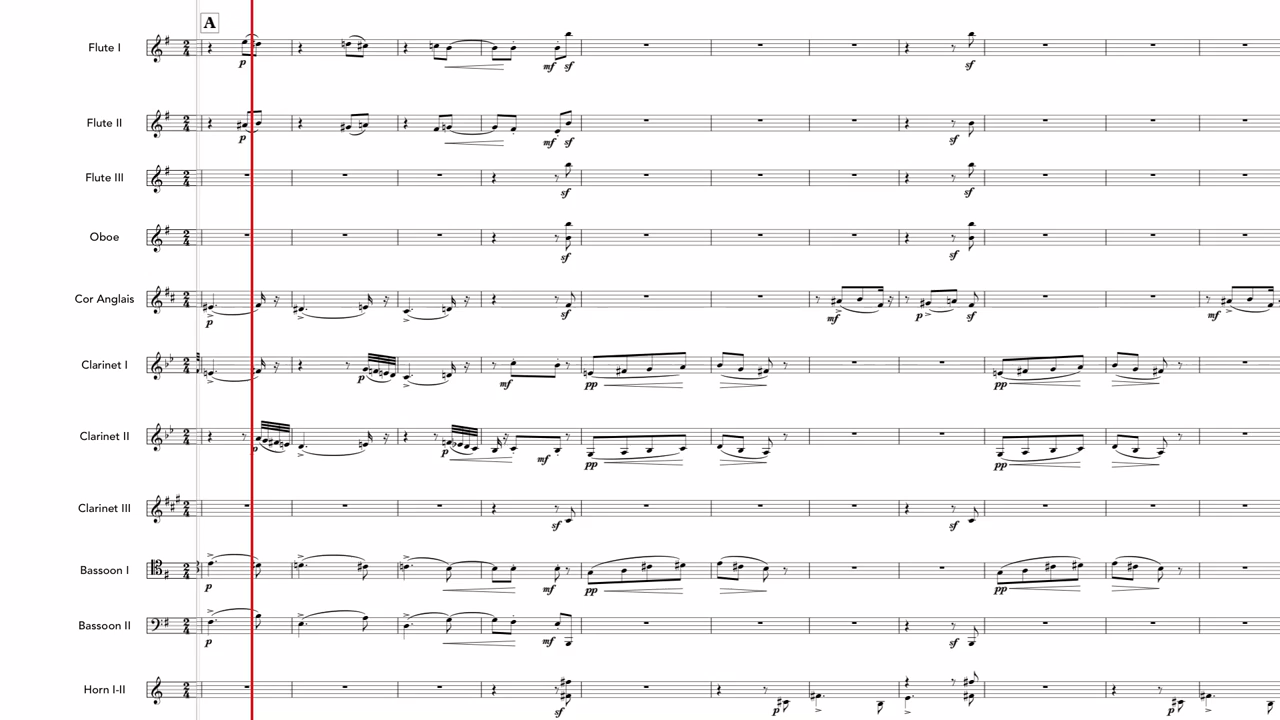 A
Flute I
p
mf sf
sf
Flute II
p
mf sf
sf
Flute III
sf
sf
Oboe
sf
sf
Cor Anglais
p
sf
mf
p
sf
mf
Clarinet I
p
mf
pp
pp
Clarinet II
p
p
mf
pp
pp
Clarinet III
sf
sf
Bassoon I
p
mf
pp
pp
Bassoon II
p
mf
sf
Horn I-II
sf
p
p